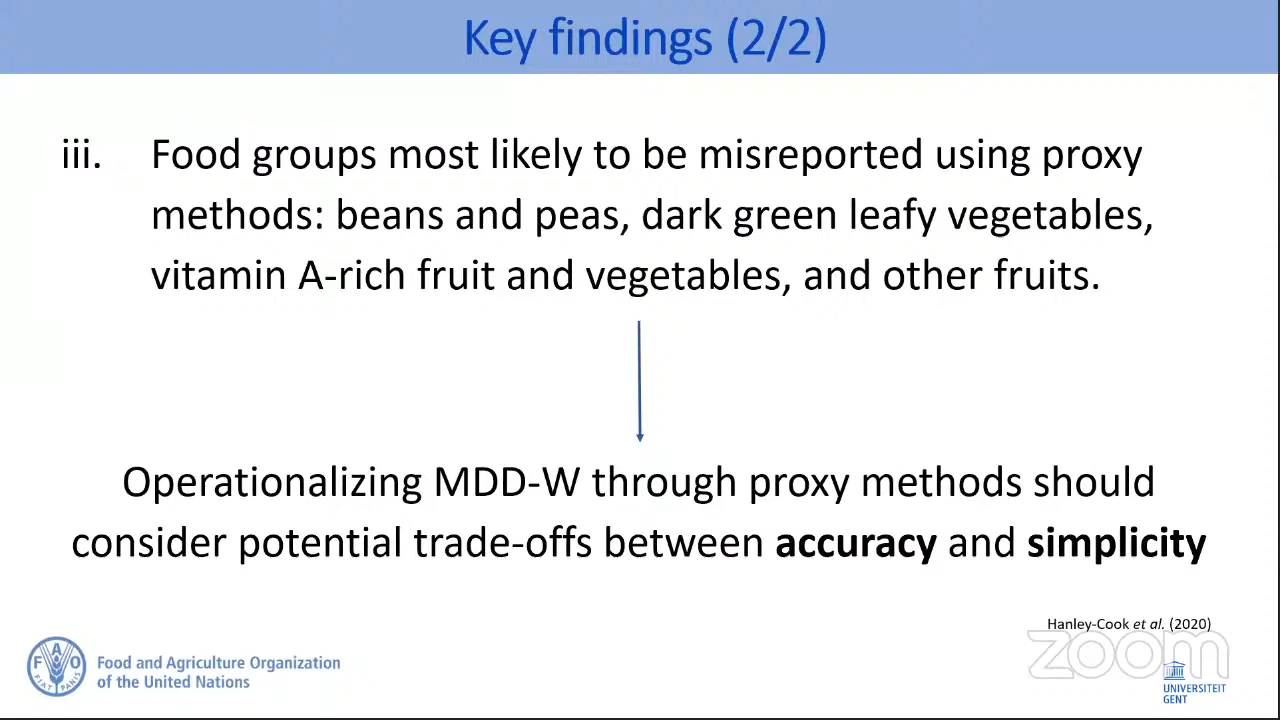 Key findings (2/2)
iii. Food groups most likely to be misreported using proxy
methods: beans and peas, dark green leafy vegetables,
vitamin A-rich fruit and vegetables, and other fruits.
Operationalizing MDD-W through proxy methods should
consider potential trade-offs between accuracy and simplicity
Hanley-Cook et al. (2020)
zoom
F A O
FIAT PANIS
Food and Agriculture Organization
of the United Nations
UNIVERSITEIT
GENT